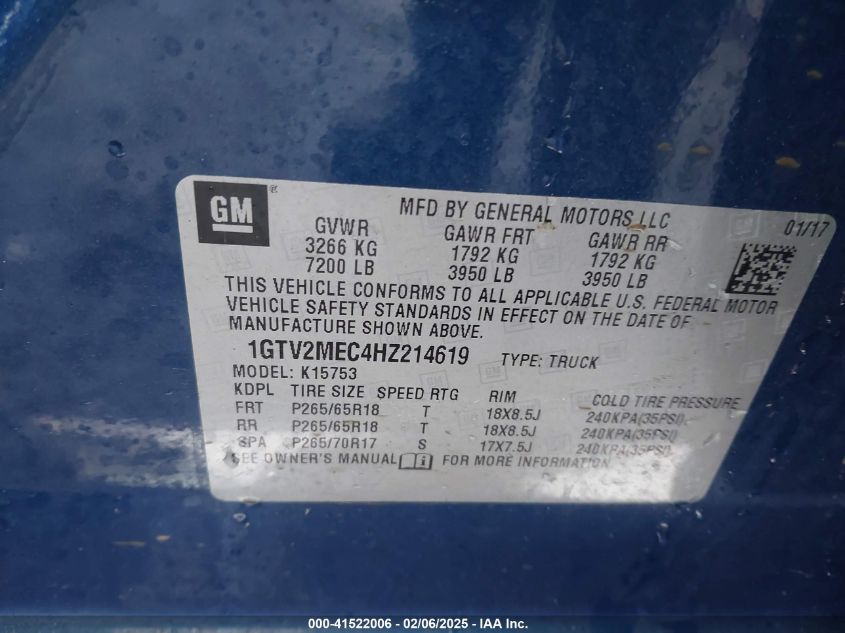 GM ®
MFD BY GENERAL MOTORS LLC
01/17
GVWR GAWR FRT GAWR RR
3266 KG 1792 KG 1792 KG
7200 LB 3950 LB 3950 LB
THIS VEHICLE CONFORMS TO ALL APPLICABLE U.S. FEDERAL MOTOR
VEHICLE SAFETY STANDARDS IN EFFECT ON THE DATE OF
MANUFACTURE SHOWN ABOVE.
1GTV2MEC4HZ214619 TYPE: TRUCK
MODEL: K15753
KDPL TIRE SIZE SPEED RTG RIM COLD TIRE PRESSURE
FRT P265/65R18 T 18X8.5J 240KPA(35PSI)
RR P265/65R18 T 18X8.5J 240KPA(35PSI)
SPA P265/70R17 S 17X7.5J 240KPA(35PSI)
SEE OWNER'S MANUAL i FOR MORE INFORMATION
000-41522006 - 02/06/2025 - IAA Inc.